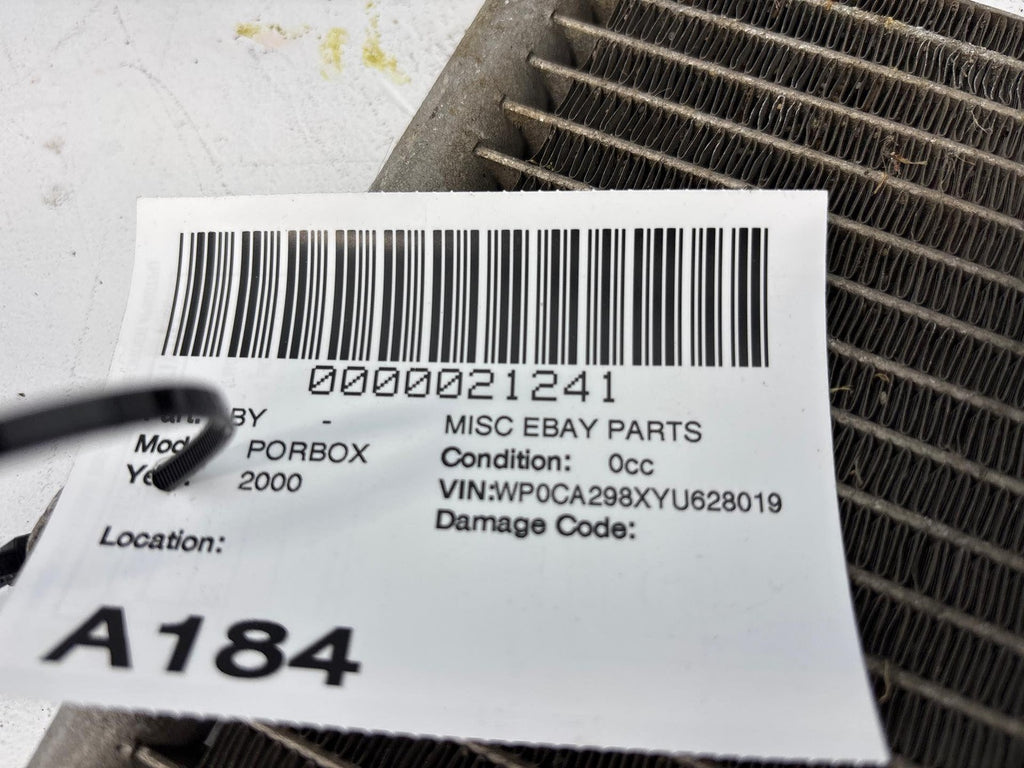 0000021241
BY - MISC EBAY PARTS
PORBOX Condition: 0cc
2000 VIN:WP0CA298XYU628019
Damage Code:
Location:
A184